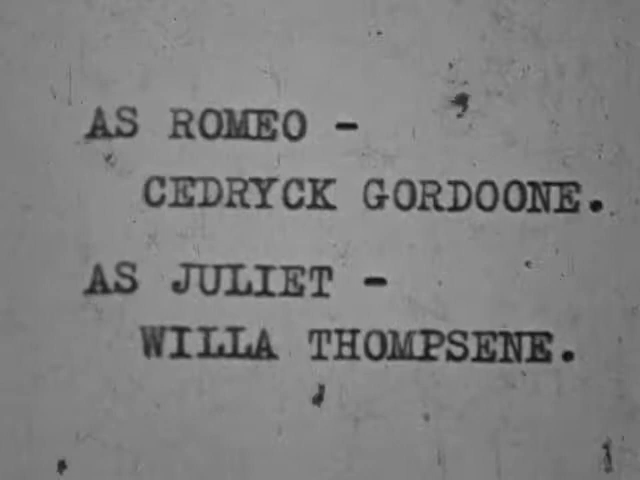 AS ROMEO -
CEDRYCK GORDOONE.
AS JULIET -
WILLA THOMPSENE.